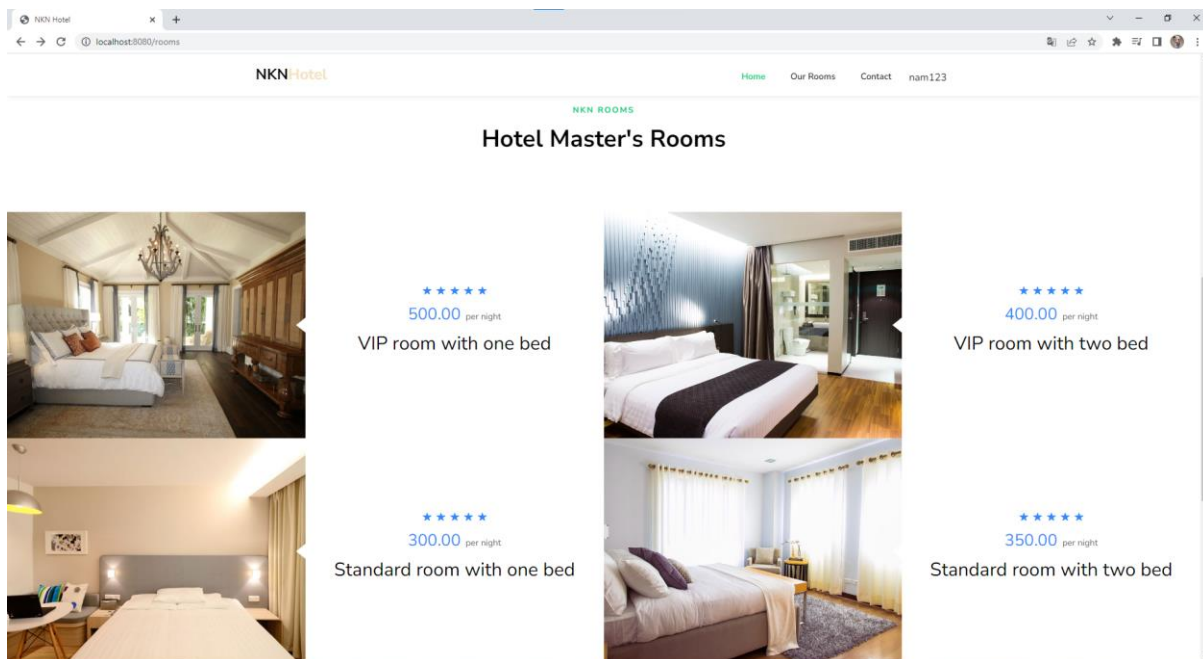 NKN Hotel
localhost:8080/rooms
NKNHotel
Home Our Rooms Contact nam123
NKN ROOMS
Hotel Master's Rooms
500.00 per night
VIP room with one bed
400.00 per night
VIP room with two bed
300.00 per night
Standard room with one bed
350.00 per night
Standard room with two bed